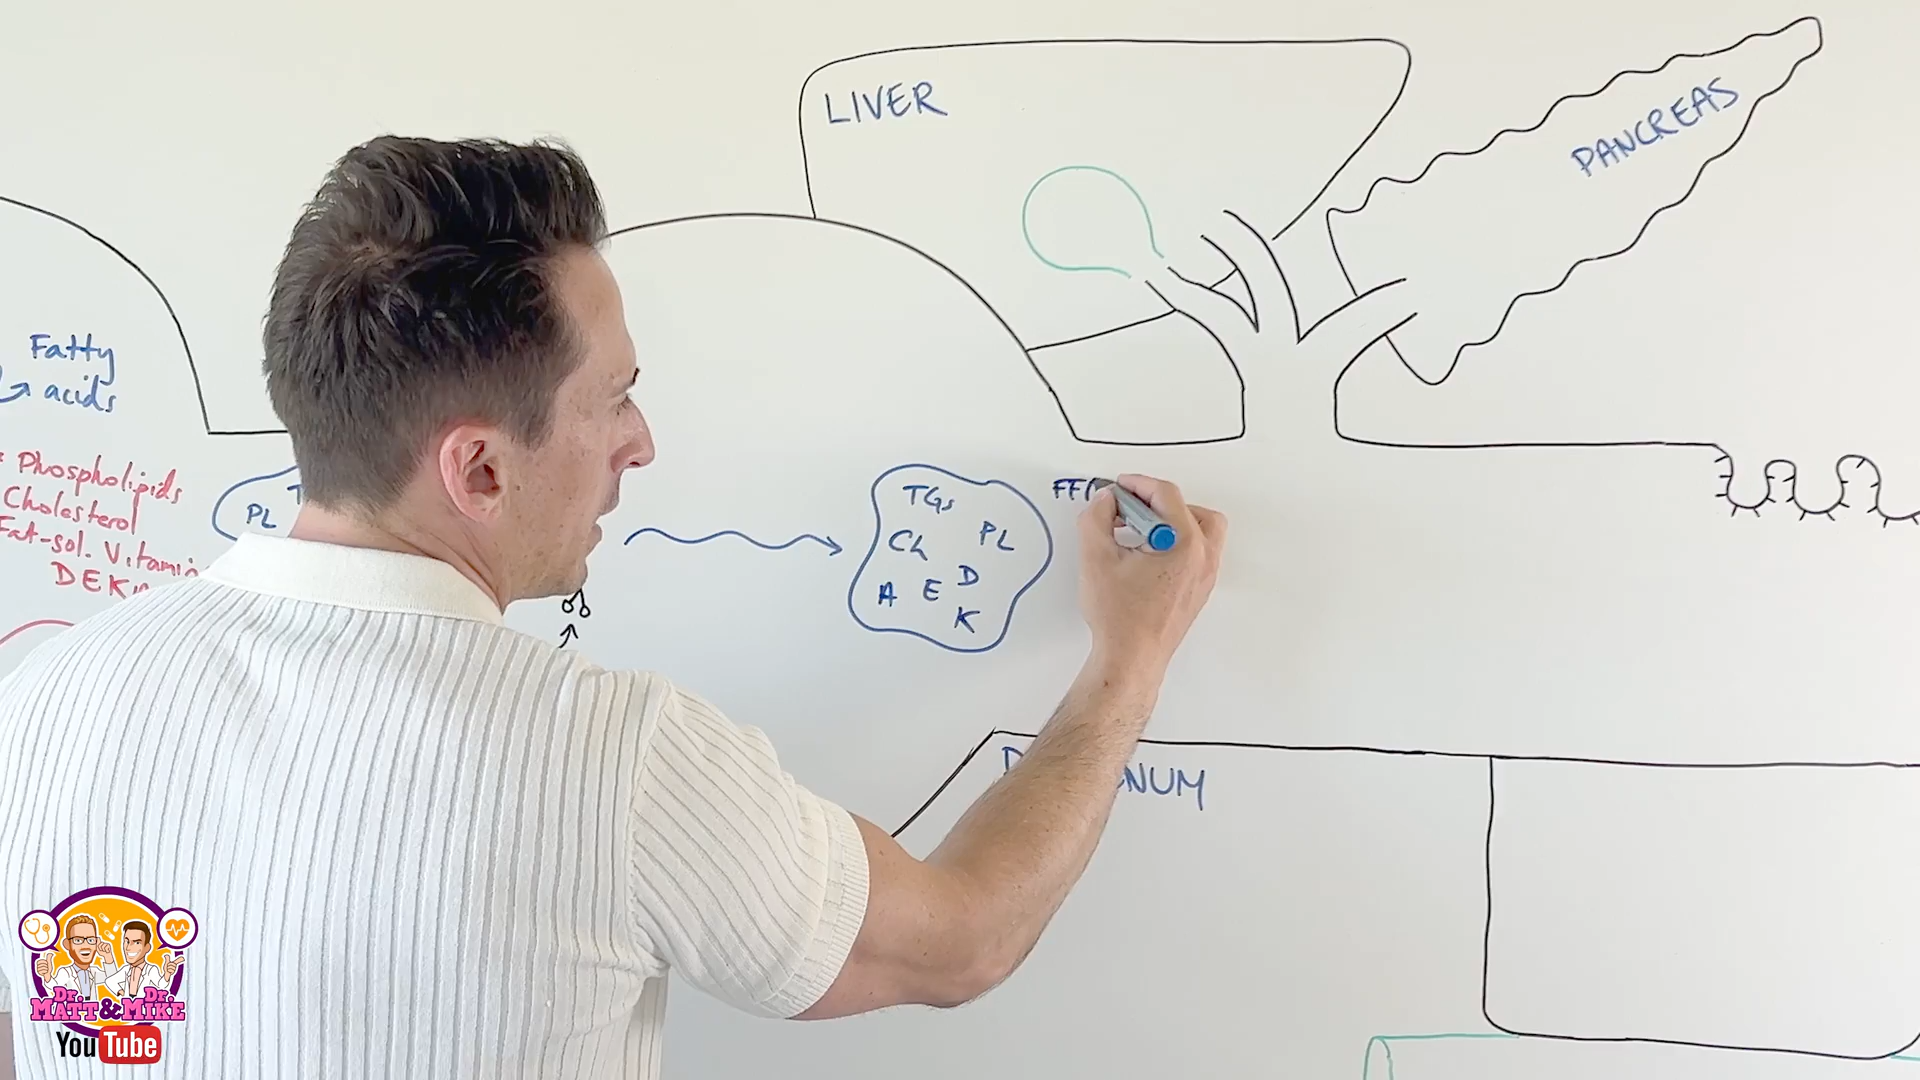 LIVER
PANCREAS
Fatty
acids
Phospholipids
Cholesterol
Fat-sol. Vitamin
DEK
PL
TGs
Ch PL
A E D
K
FF
NUM
Dr. Dr.
MATT & MIKE
YouTube